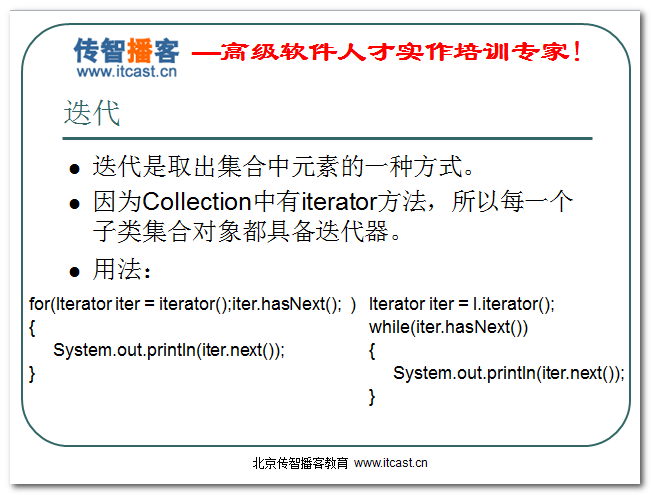 传智播客 —高级软件人才实作培训专家!
www.itcast.cn
迭代
● 迭代是取出集合中元素的一种方式。
● 因为Collection中有iterator方法，所以每一个
子类集合对象都具备迭代器。
● 用法：
for(Iterator iter = iterator();iter.hasNext(); )
{
System.out.println(iter.next());
}
Iterator iter = l.iterator();
while(iter.hasNext())
{
System.out.println(iter.next());
}
北京传智播客教育 www.itcast.cn